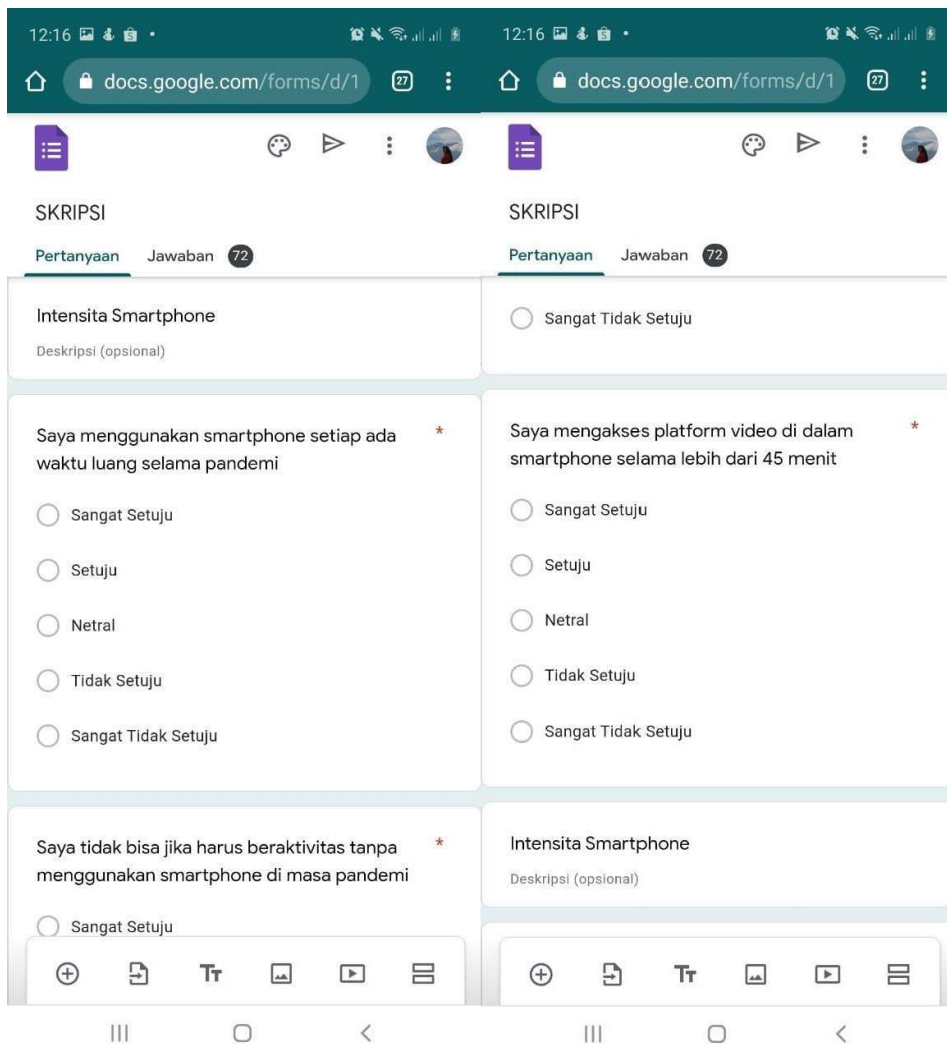 12:16
docs.google.com/forms/d/1
27
SKRIPSI
Pertanyaan Jawaban 72
Intensita Smartphone
Deskripsi (opsional)
Saya menggunakan smartphone setiap ada *
waktu luang selama pandemi
Sangat Setuju
Setuju
Netral
Tidak Setuju
Sangat Tidak Setuju
Saya tidak bisa jika harus beraktivitas tanpa *
menggunakan smartphone di masa pandemi
Sangat Setuju
12:16
docs.google.com/forms/d/1
27
SKRIPSI
Pertanyaan Jawaban 72
Sangat Tidak Setuju
Saya mengakses platform video di dalam *
smartphone selama lebih dari 45 menit
Sangat Setuju
Setuju
Netral
Tidak Setuju
Sangat Tidak Setuju
Intensita Smartphone
Deskripsi (opsional)